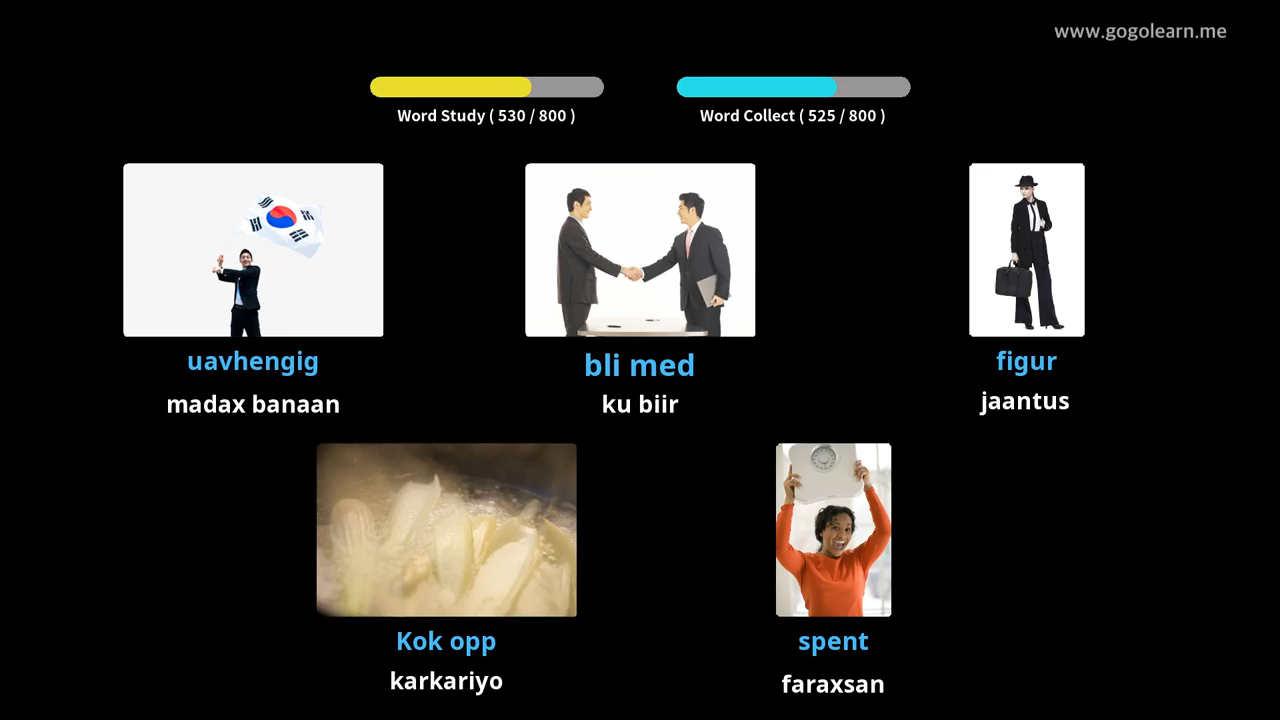 www.gogolearn.me
Word Study ( 530 / 800 )
Word Collect ( 525 / 800 )
uavhengig
madax banaan
bli med
ku biir
figur
jaantus
Kok opp
karkariyo
spent
faraxsan